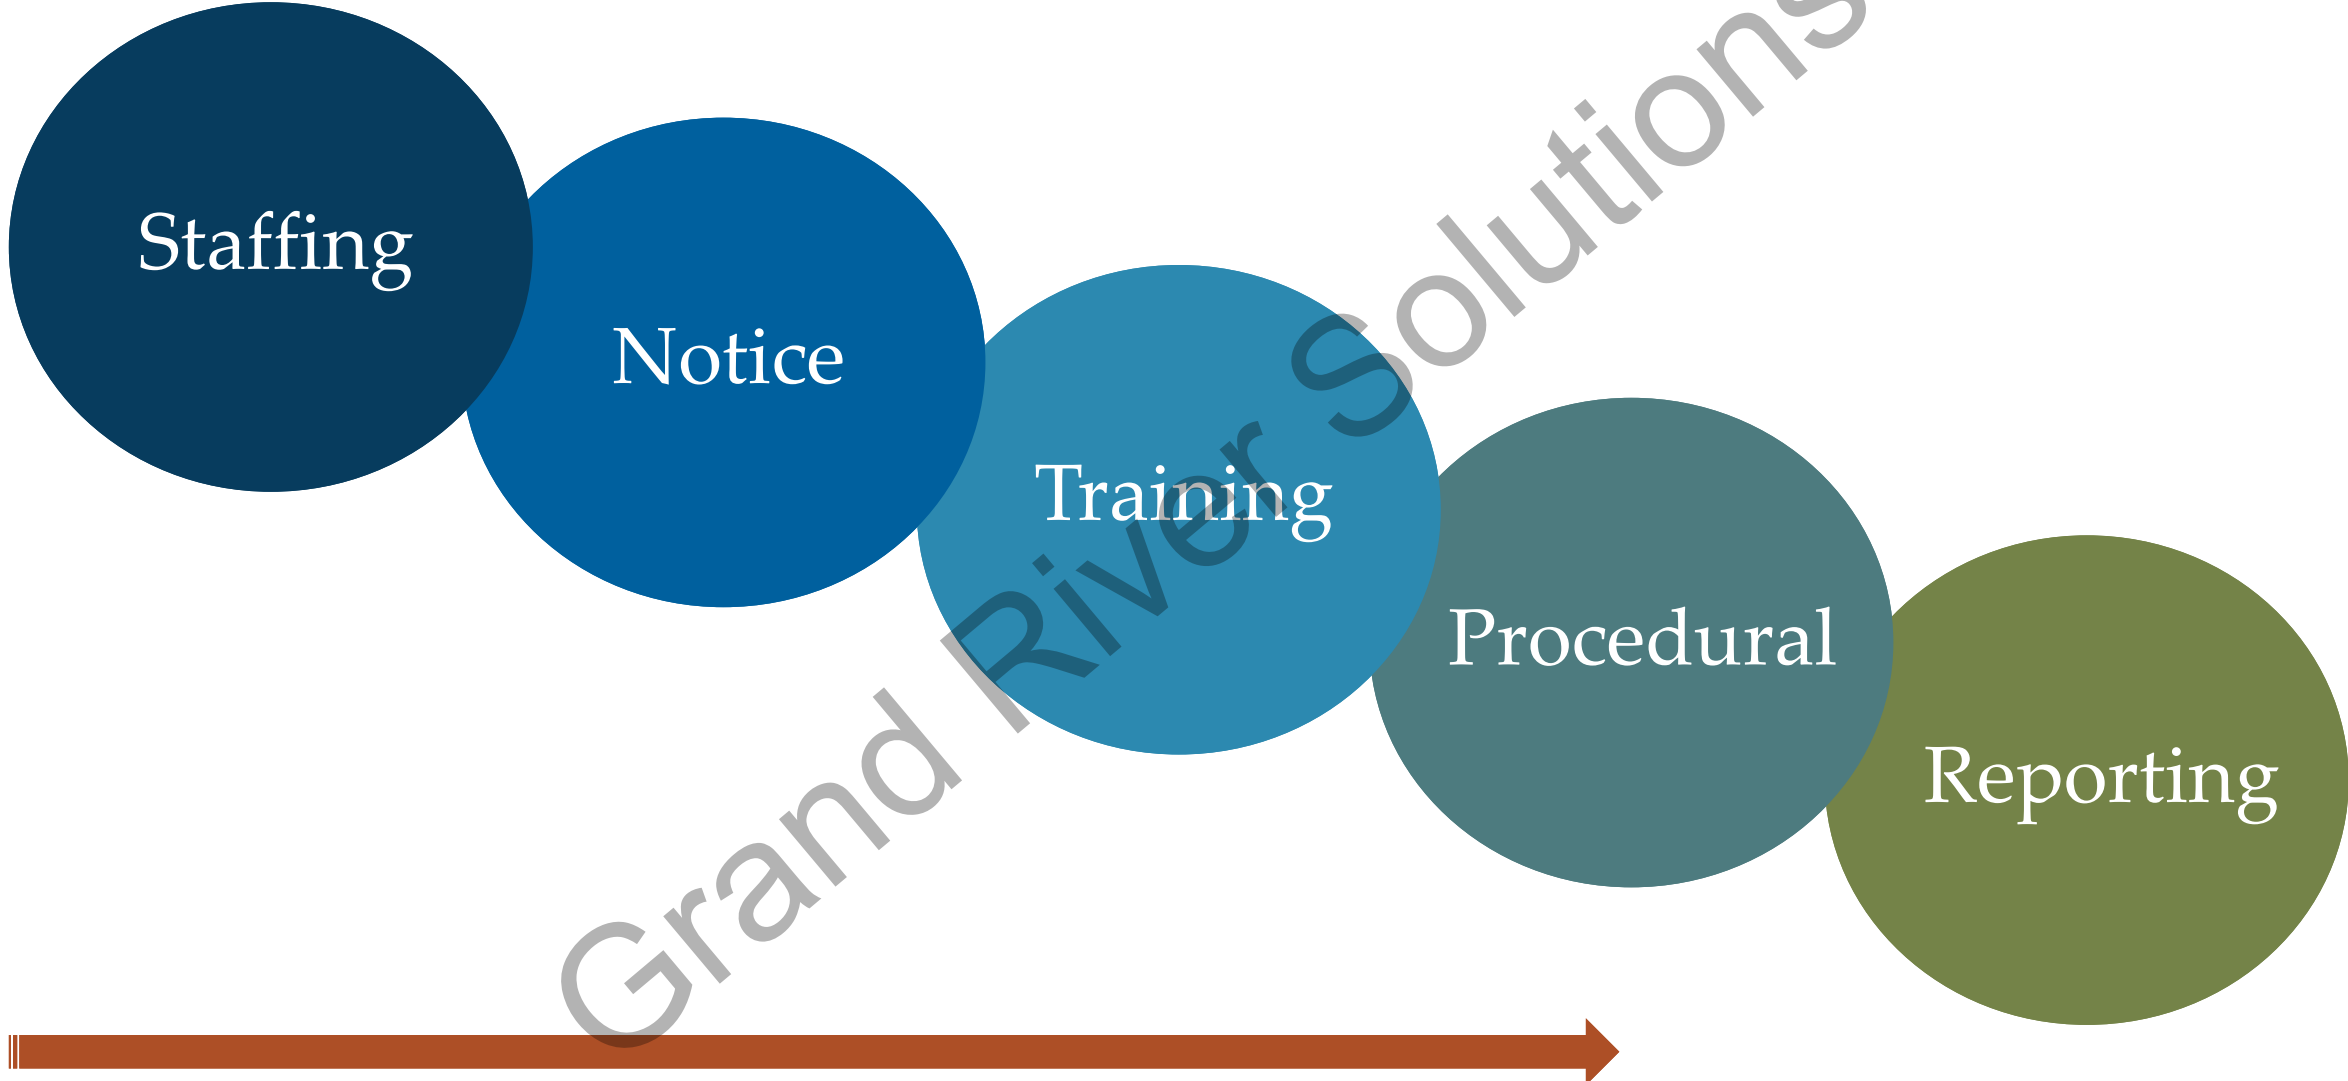 Staffing
Notice
Training
Procedural
Reporting
Grand River Solutions